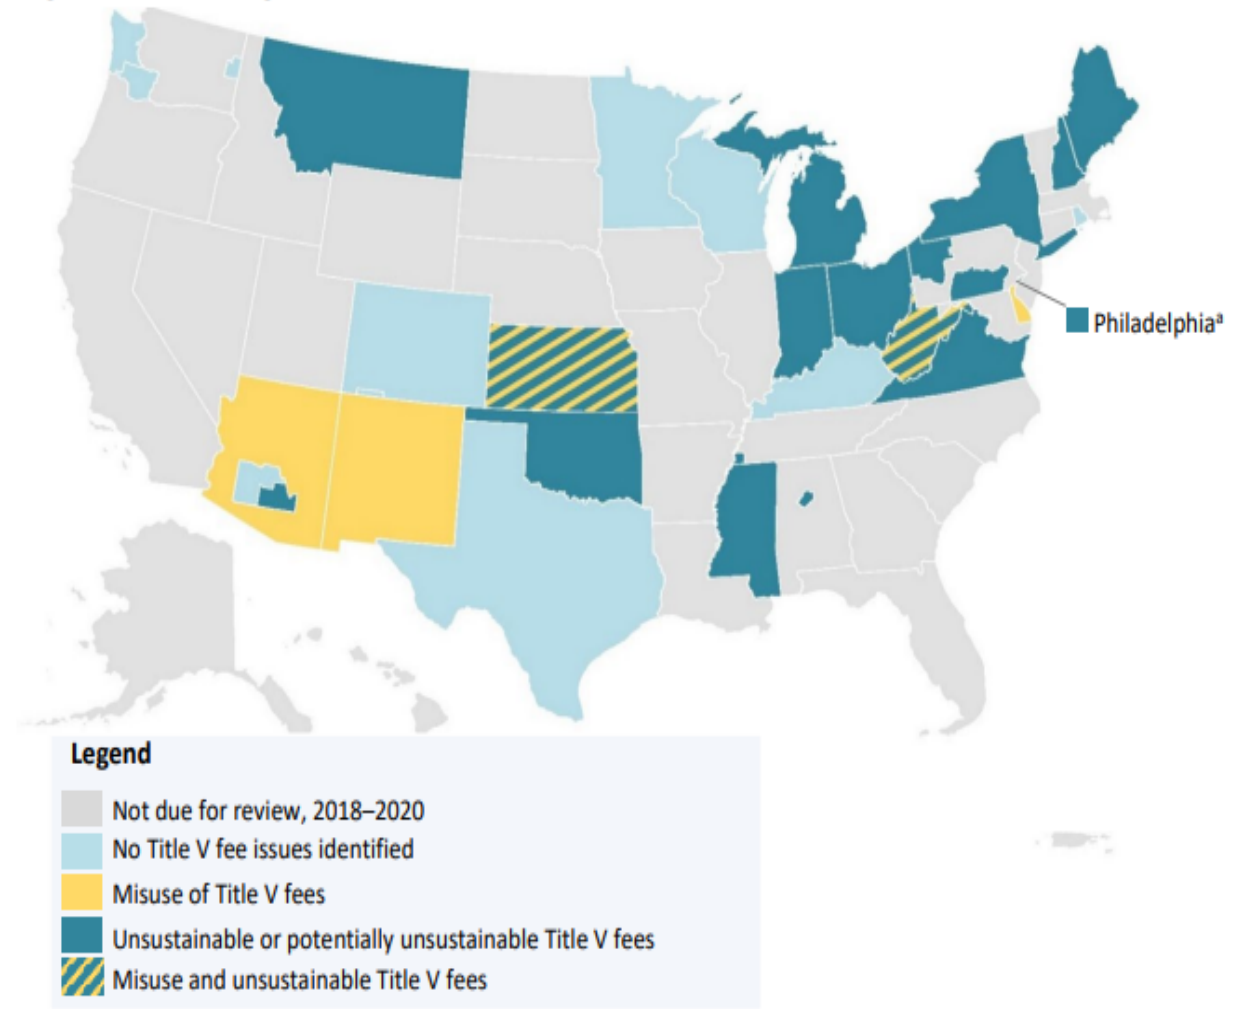 Philadelphiaᵃ
Legend
Not due for review, 2018–2020
No Title V fee issues identified
Misuse of Title V fees
Unsustainable or potentially unsustainable Title V fees
Misuse and unsustainable Title V fees